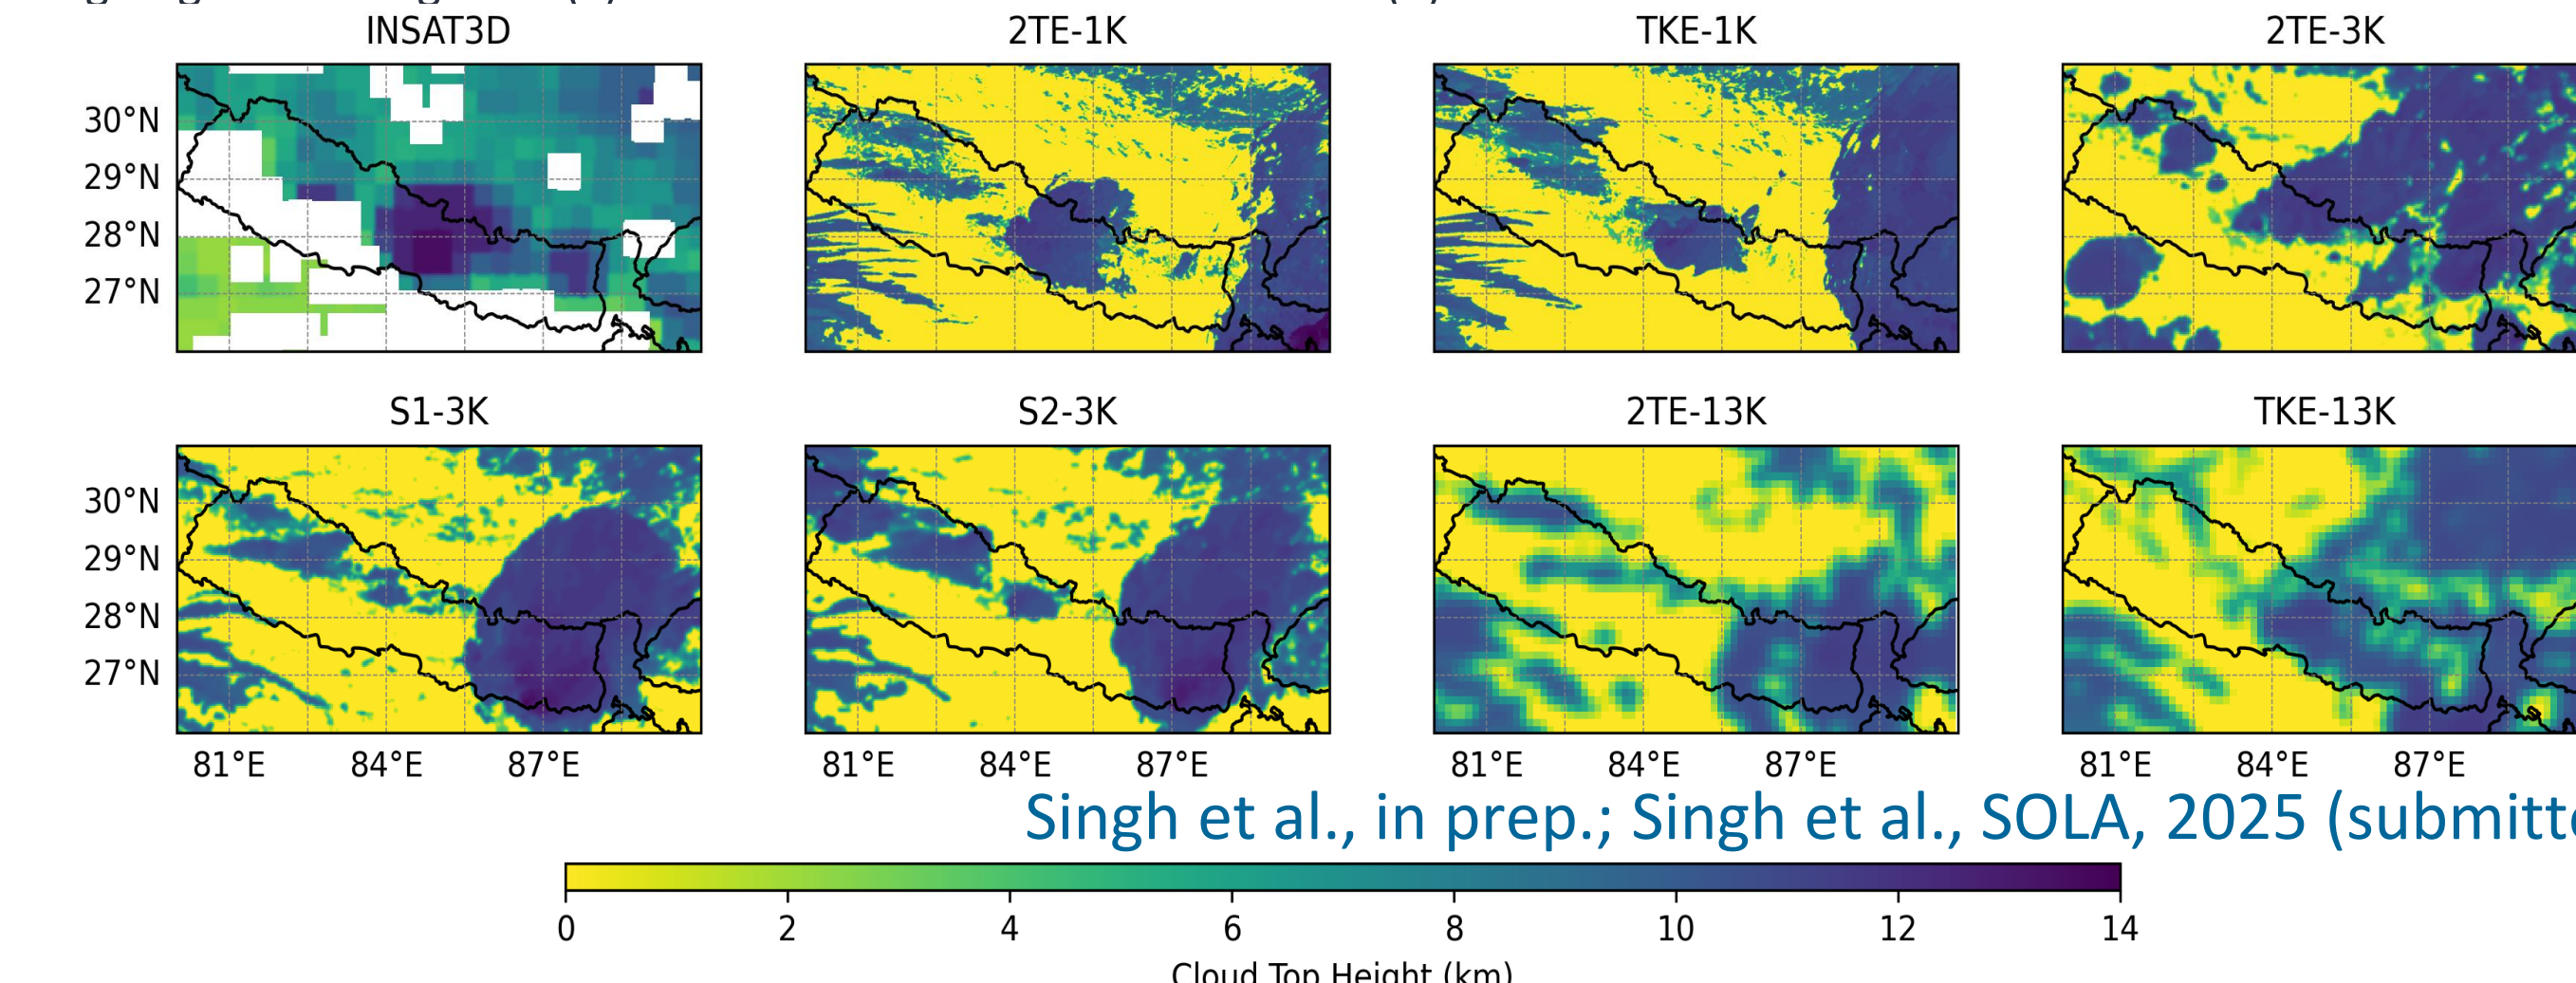 INSAT3D 2TE-1K TKE-1K 2TE-3K
30°N
29°N
28°N
27°N
S1-3K S2-3K 2TE-13K TKE-13K
30°N
29°N
28°N
27°N
81°E 84°E 87°E 81°E 84°E 87°E 81°E 84°E 87°E 81°E 84°E 87°E
Singh et al., in prep.; Singh et al., SOLA, 2025 (submitte
0 2 4 6 8 10 12 14
Cloud Top Height (km)